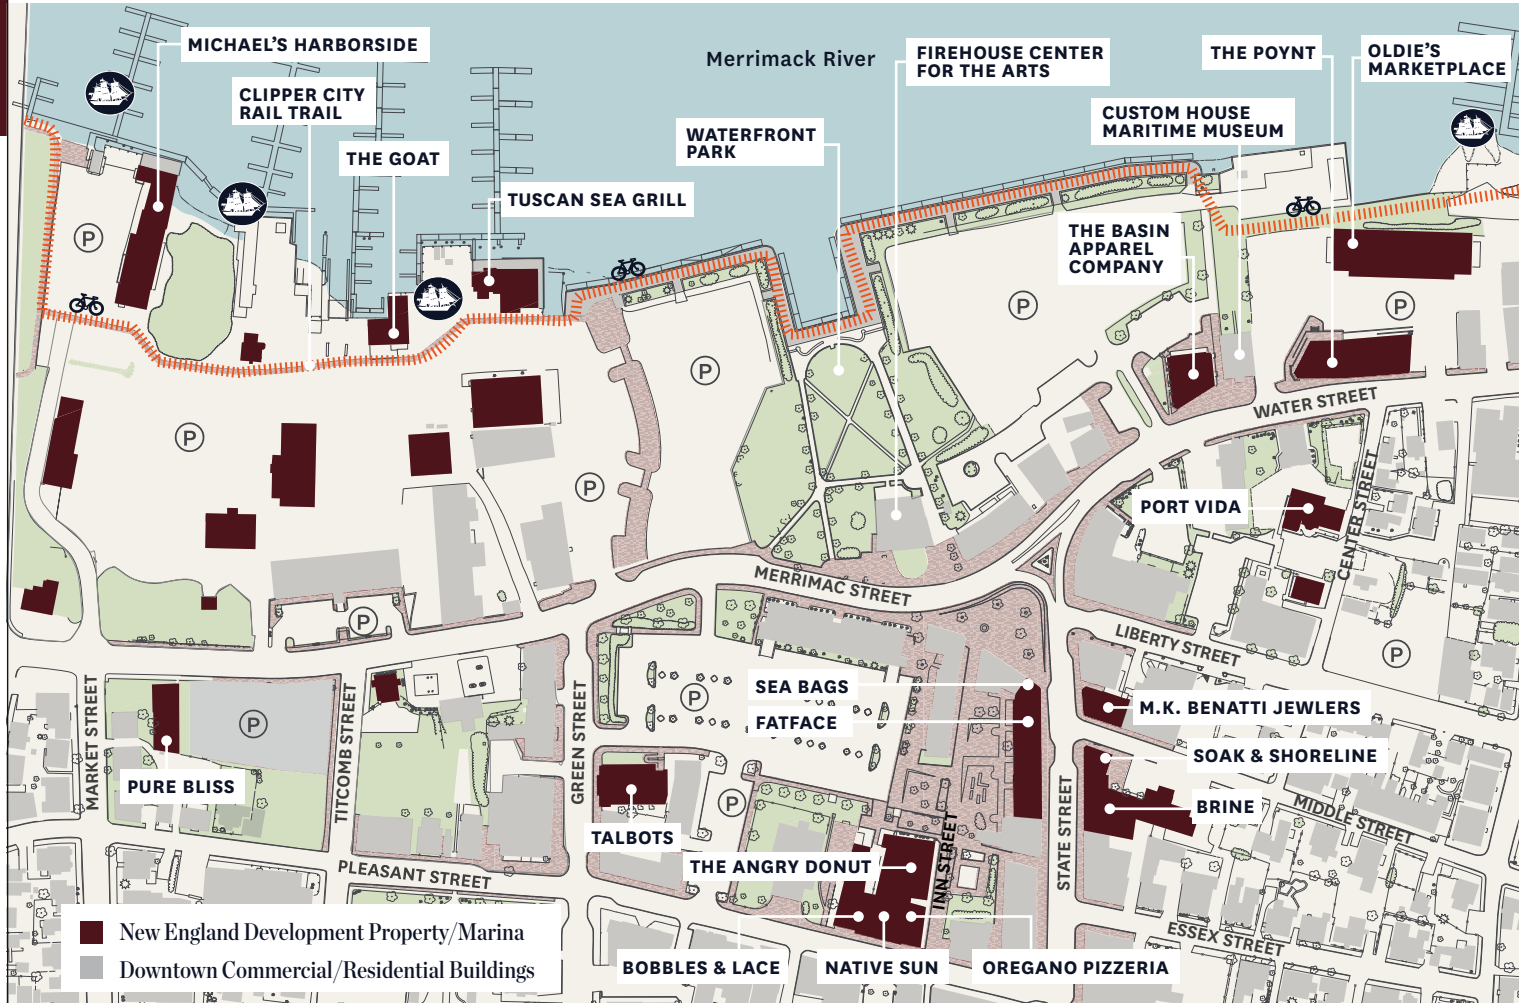 MICHAEL'S HARBORSIDE
CLIPPER CITY
RAIL TRAIL
THE GOAT
TUSCAN SEA GRILL
Merrimack River
WATERFRONT
PARK
FIREHOUSE CENTER
FOR THE ARTS
THE POYNT
OLDIE'S
MARKETPLACE
CUSTOM HOUSE
MARITIME MUSEUM
THE BASIN
APPAREL
COMPANY
P
P
P
P
P
P
P
P
P
P
P
WATER STREET
PORT VIDA
CENTER STREET
MERRIMAC STREET
LIBERTY STREET
SEA BAGS
FATFACE
M.K. BENATTI JEWLERS
SOAK & SHORELINE
BRINE
MIDDLE STREET
MARKET STREET
PURE BLISS
TITCOMB STREET
GREEN STREET
TALBOTS
THE ANGRY DONUT
INN STREET
STATE STREET
PLEASANT STREET
ESSEX STREET
BOBBLES & LACE
NATIVE SUN
OREGANO PIZZERIA
New England Development Property/Marina
Downtown Commercial/Residential Buildings